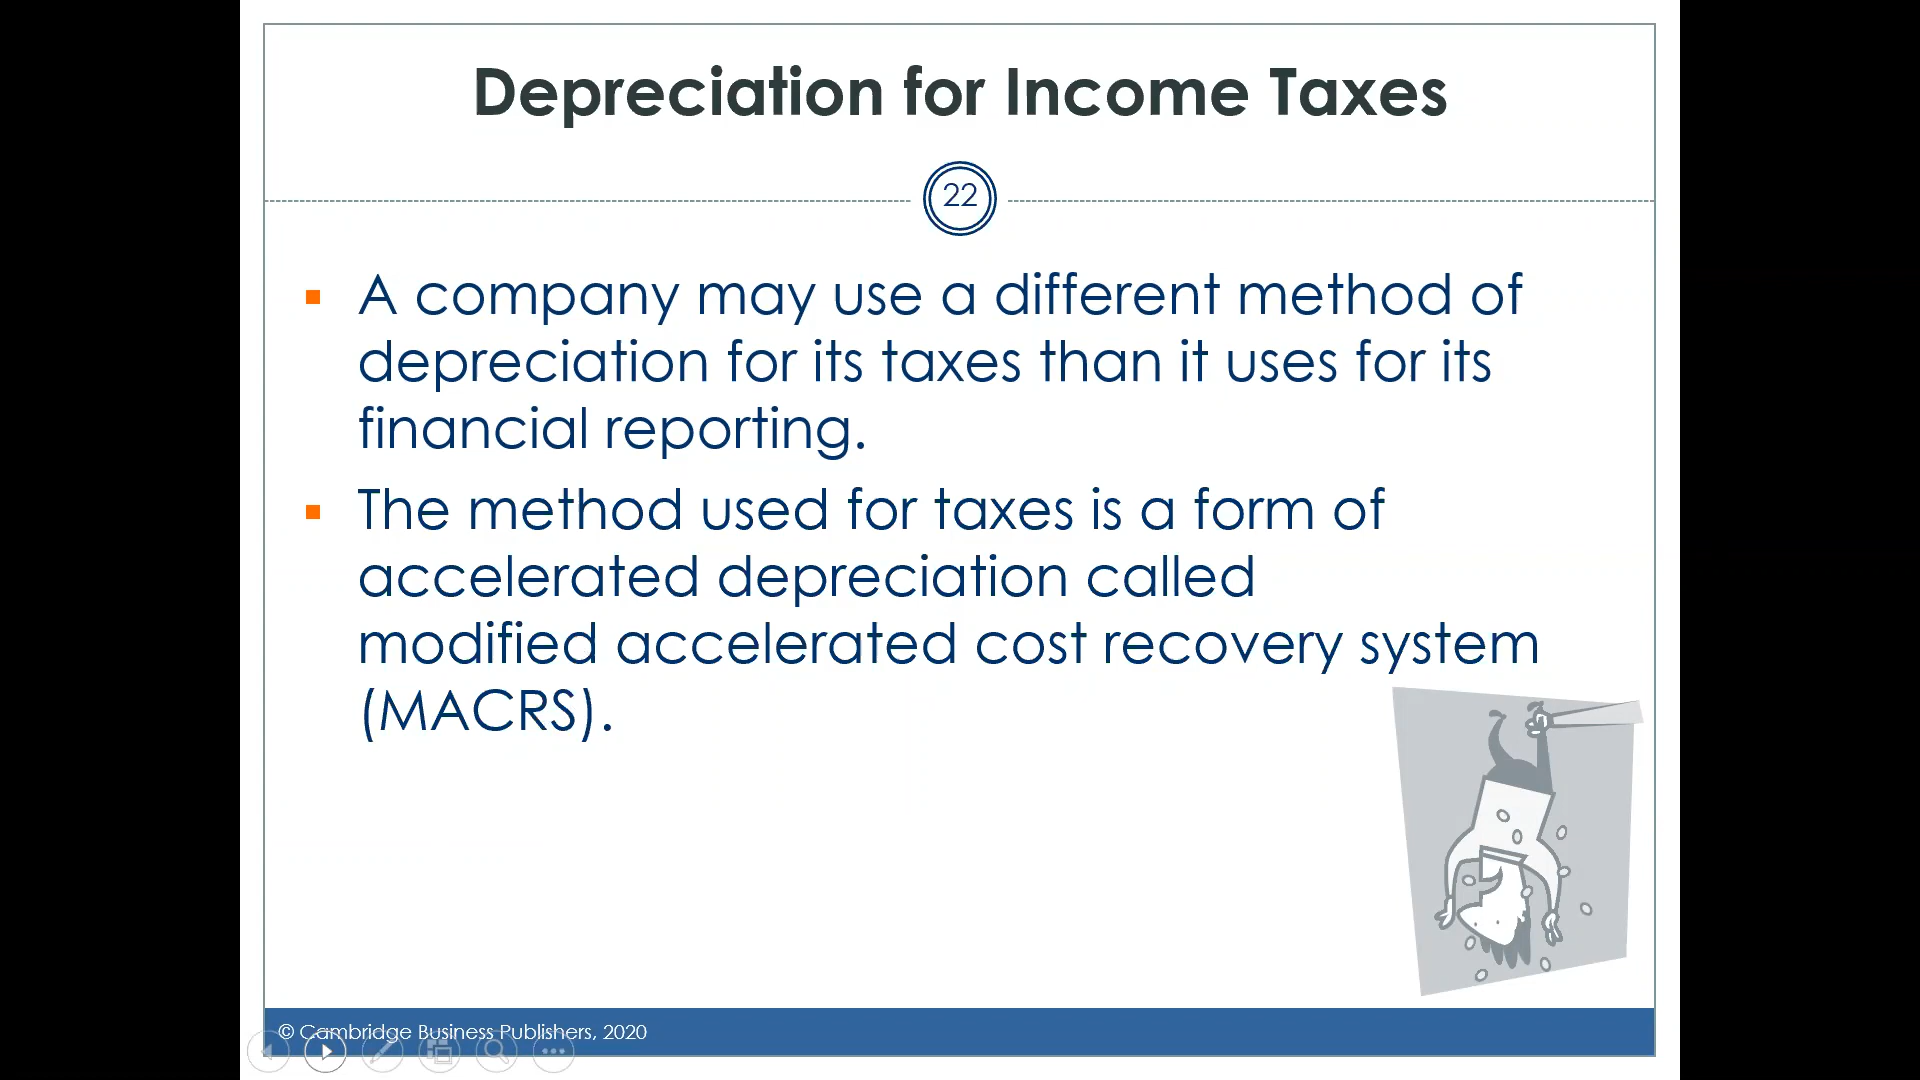 Depreciation for Income Taxes
22
▪ A company may use a different method of
depreciation for its taxes than it uses for its
financial reporting.
▪ The method used for taxes is a form of
accelerated depreciation called
modified accelerated cost recovery system
(MACRS).
© Cambridge Business Publishers, 2020